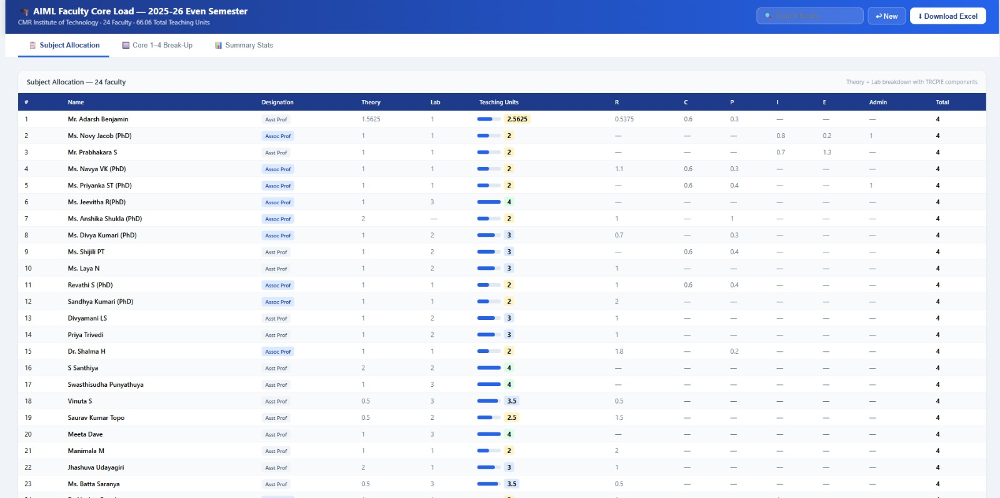 AIML Faculty Core Load — 2025-26 Even Semester
CMR Institute of Technology · 24 Faculty · 66.06 Total Teaching Units
Search faculty...
↩ New
⬇ Download Excel
Subject Allocation
Core 1–4 Break-Up
Summary Stats
Subject Allocation — 24 faculty
Theory + Lab breakdown with TRCPIE components
# Name Designation Theory Lab Teaching Units R C P I E Admin Total
1 Mr. Adarsh Benjamin Asst Prof 1.5625 1 2.5625 0.5375 0.6 0.3 — — — 4
2 Ms. Novy Jacob (PhD) Assoc Prof 1 1 2 — — — 0.8 0.2 1 4
3 Mr. Prabhakara S Asst Prof 1 1 2 — — — 0.7 1.3 — 4
4 Ms. Navya VK (PhD) Assoc Prof 1 1 2 1.1 0.6 0.3 — — — 4
5 Ms. Priyanka ST (PhD) Assoc Prof 1 1 2 — 0.6 0.4 — — 1 4
6 Ms. Jeevitha R(PhD) Assoc Prof 1 3 4 — — — — — — 4
7 Ms. Anshika Shukla (PhD) Assoc Prof 2 — 2 1 — 1 — — — 4
8 Ms. Divya Kumari (PhD) Assoc Prof 1 2 3 0.7 — 0.3 — — — 4
9 Ms. Shijili PT Asst Prof 1 2 3 — 0.6 0.4 — — — 4
10 Ms. Laya N Asst Prof 1 2 3 1 — — — — — 4
11 Revathi S (PhD) Assoc Prof 1 1 2 1 0.6 0.4 — — — 4
12 Sandhya Kumari (PhD) Assoc Prof 1 1 2 2 — — — — — 4
13 Divyamani LS Asst Prof 1 2 3 1 — — — — — 4
14 Priya Trivedi Asst Prof 1 2 3 1 — — — — — 4
15 Dr. Shalma H Assoc Prof 1 1 2 1.8 — 0.2 — — — 4
16 S Santhiya Asst Prof 2 2 4 — — — — — — 4
17 Swasthisudha Punyathuya Asst Prof 1 3 4 — — — — — — 4
18 Vinuta S Asst Prof 0.5 3 3.5 0.5 — — — — — 4
19 Saurav Kumar Topo Asst Prof 0.5 2 2.5 1.5 — — — — — 4
20 Meeta Dave Asst Prof 1 3 4 — — — — — — 4
21 Manimala M Asst Prof 1 1 2 2 — — — — — 4
22 Jhashuva Udayagiri Asst Prof 2 1 3 1 — — — — — 4
23 Ms. Batta Saranya Asst Prof 0.5 3 3.5 0.5 — — — — — 4